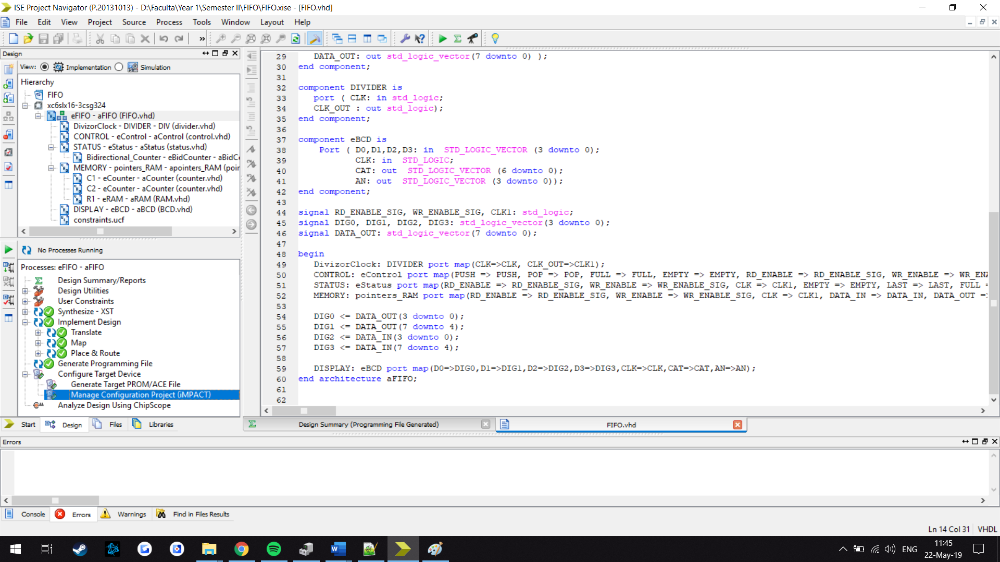 ISE Project Navigator (P.20131013) - D:\Faculta\Year 1\Semester II\FIFO\FIFO.xise - [FIFO.vhd]
File Edit View Project Source Process Tools Window Layout Help
Design
View: Implementation Simulation
Hierarchy
FIFO
xc6slx16-3csg324
eFIFO - aFIFO (FIFO.vhd)
DivizorClock - DIVIDER - DIV (divider.vhd)
CONTROL - eControl - aControl (control.vhd)
STATUS - eStatus - aStatus (status.vhd)
Bidirectional_Counter - eBidCounter - aBidC
MEMORY - pointers_RAM - apointers_RAM (poir
C1 - eCounter - aCounter (counter.vhd)
C2 - eCounter - aCounter (counter.vhd)
R1 - eRAM - aRAM (RAM.vhd)
DISPLAY - eBCD - aBCD (BCD.vhd)
constraints.ucf
No Processes Running
Processes: eFIFO - aFIFO
Design Summary/Reports
Design Utilities
User Constraints
Synthesize - XST
Implement Design
Translate
Map
Place & Route
Generate Programming File
Configure Target Device
Generate Target PROM/ACE File
Manage Configuration Project (iMPACT)
Analyze Design Using ChipScope
Start Design Files Libraries
29 DATA_OUT: out std_logic_vector(7 downto 0) );
30 end component;
31
32 component DIVIDER is
33 port ( CLK: in std_logic;
34 CLK_OUT : out std_logic);
35 end component;
36
37 component eBCD is
38 Port ( D0,D1,D2,D3: in STD_LOGIC_VECTOR (3 downto 0);
39 CLK: in STD_LOGIC;
40 CAT: out STD_LOGIC_VECTOR (6 downto 0);
41 AN: out STD_LOGIC_VECTOR (3 downto 0));
42 end component;
43
44 signal RD_ENABLE_SIG, WR_ENABLE_SIG, CLK1: std_logic;
45 signal DIG0, DIG1, DIG2, DIG3: std_logic_vector(3 downto 0);
46 signal DATA_OUT: std_logic_vector(7 downto 0);
47
48 begin
49 DivizorClock: DIVIDER port map(CLK=>CLK, CLK_OUT=>CLK1);
50 CONTROL: eControl port map(PUSH => PUSH, POP => POP, FULL => FULL, EMPTY => EMPTY, RD_ENABLE => RD_ENABLE_SIG, WR_ENABLE => WR_ENA
51 STATUS: eStatus port map(RD_ENABLE => RD_ENABLE_SIG, WR_ENABLE => WR_ENABLE_SIG, CLK => CLK1, EMPTY => EMPTY, LAST => LAST, FULL =
52 MEMORY: pointers_RAM port map(RD_ENABLE => RD_ENABLE_SIG, WR_ENABLE => WR_ENABLE_SIG, CLK => CLK1, DATA_IN => DATA_IN, DATA_OUT =>
53
54 DIG0 <= DATA_OUT(3 downto 0);
55 DIG1 <= DATA_OUT(7 downto 4);
56 DIG2 <= DATA_IN(3 downto 0);
57 DIG3 <= DATA_IN(7 downto 4);
58
59 DISPLAY: eBCD port map(D0=>DIG0,D1=>DIG1,D2=>DIG2,D3=>DIG3,CLK=>CLK,CAT=>CAT,AN=>AN);
60 end architecture aFIFO;
61
62
Design Summary (Programming File Generated) FIFO.vhd
Errors
Console Errors Warnings Find in Files Results
Ln 14 Col 31 VHDL
ENG
11:45
22-May-19